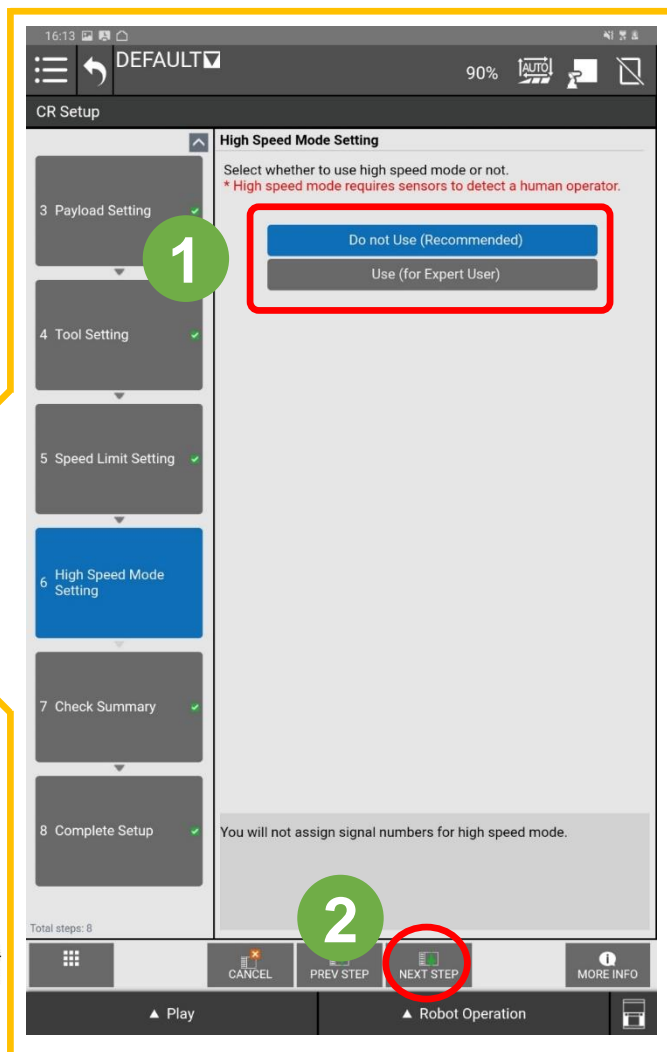 16:13
DEFAULT
90%
AUTO
CR Setup
High Speed Mode Setting
Select whether to use high speed mode or not.
* High speed mode requires sensors to detect a human operator.
1
Do not Use (Recommended)
Use (for Expert User)
3 Payload Setting
4 Tool Setting
5 Speed Limit Setting
6 High Speed Mode
Setting
7 Check Summary
8 Complete Setup
You will not assign signal numbers for high speed mode.
Total steps: 8
2
CANCEL
PREV STEP
NEXT STEP
MORE INFO
▲ Play
▲ Robot Operation